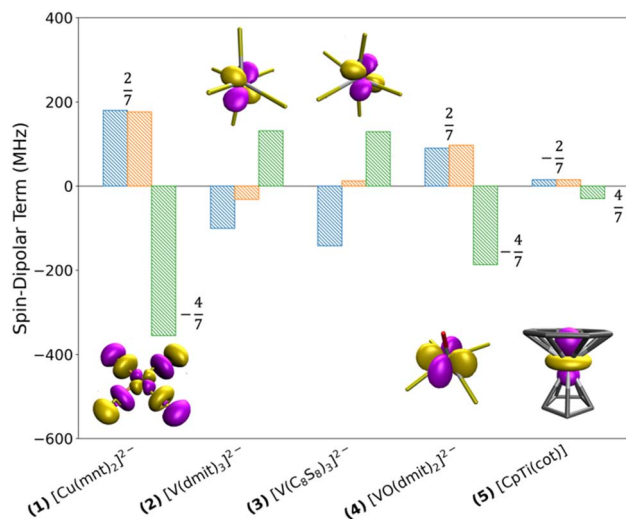 400
200
0
−200
−400
−600
Spin-Dipolar Term (MHz)
2/7
−4/7
2/7
−4/7
−2/7
4/7
(1) [Cu(mnt)₂]²⁻
(2) [V(dmit)₃]²⁻
(3) [V(C₈S₈)₃]²⁻
(4) [VO(dmit)₂]²⁻
(5) [CpTi(cot)]